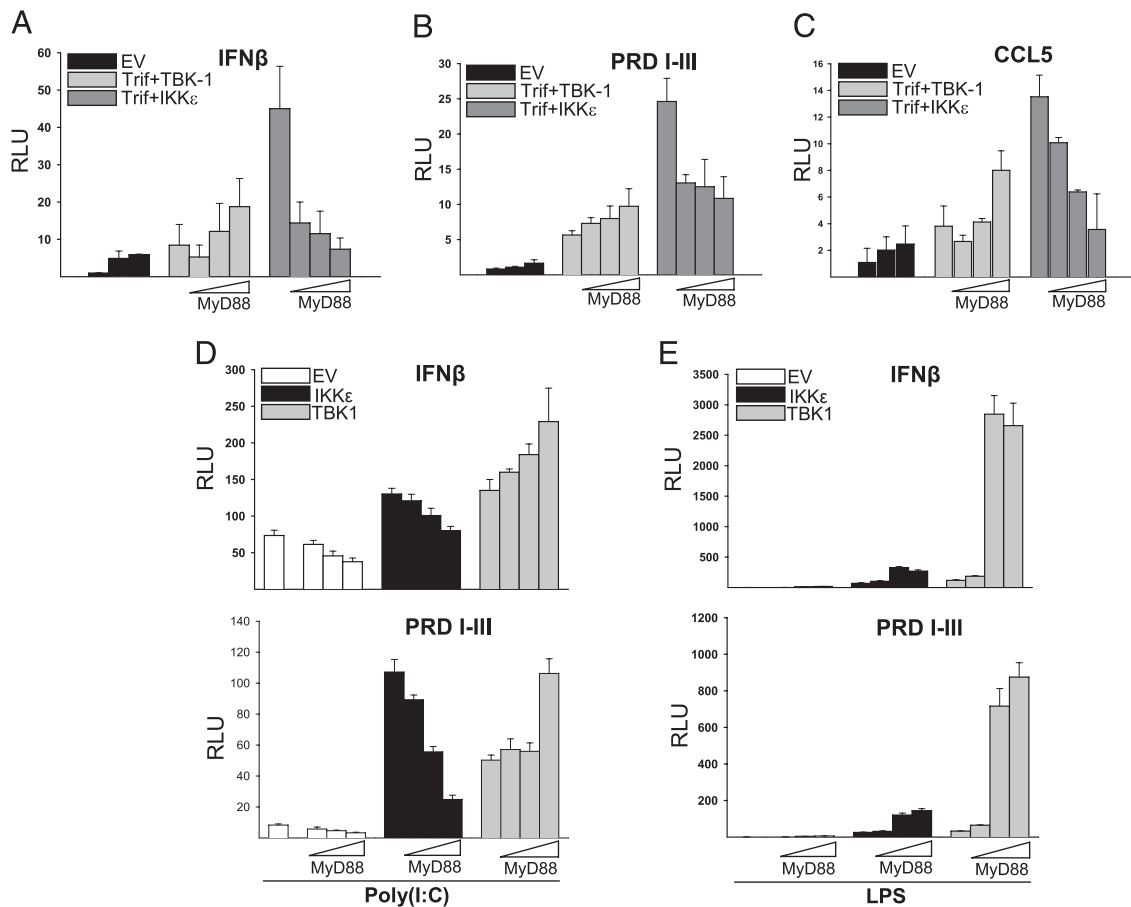 A
IFNβ
EV
Trif+TBK-1
Trif+IKKε
RLU
60
50
40
30
20
10
MyD88
MyD88
B
PRD I-III
EV
Trif+TBK-1
Trif+IKKε
RLU
30
25
20
15
10
5
MyD88
MyD88
C
CCL5
EV
Trif+TBK-1
Trif+IKKε
RLU
16
14
12
10
8
6
4
2
MyD88
MyD88
D
IFNβ
EV
IKKε
TBK1
RLU
300
250
200
150
100
50
PRD I-III
RLU
140
120
100
80
60
40
20
MyD88
MyD88
MyD88
Poly(I:C)
E
IFNβ
EV
IKKε
TBK1
RLU
3500
3000
2500
2000
1500
1000
500
PRD I-III
RLU
1200
1000
800
600
400
200
MyD88
MyD88
MyD88
LPS